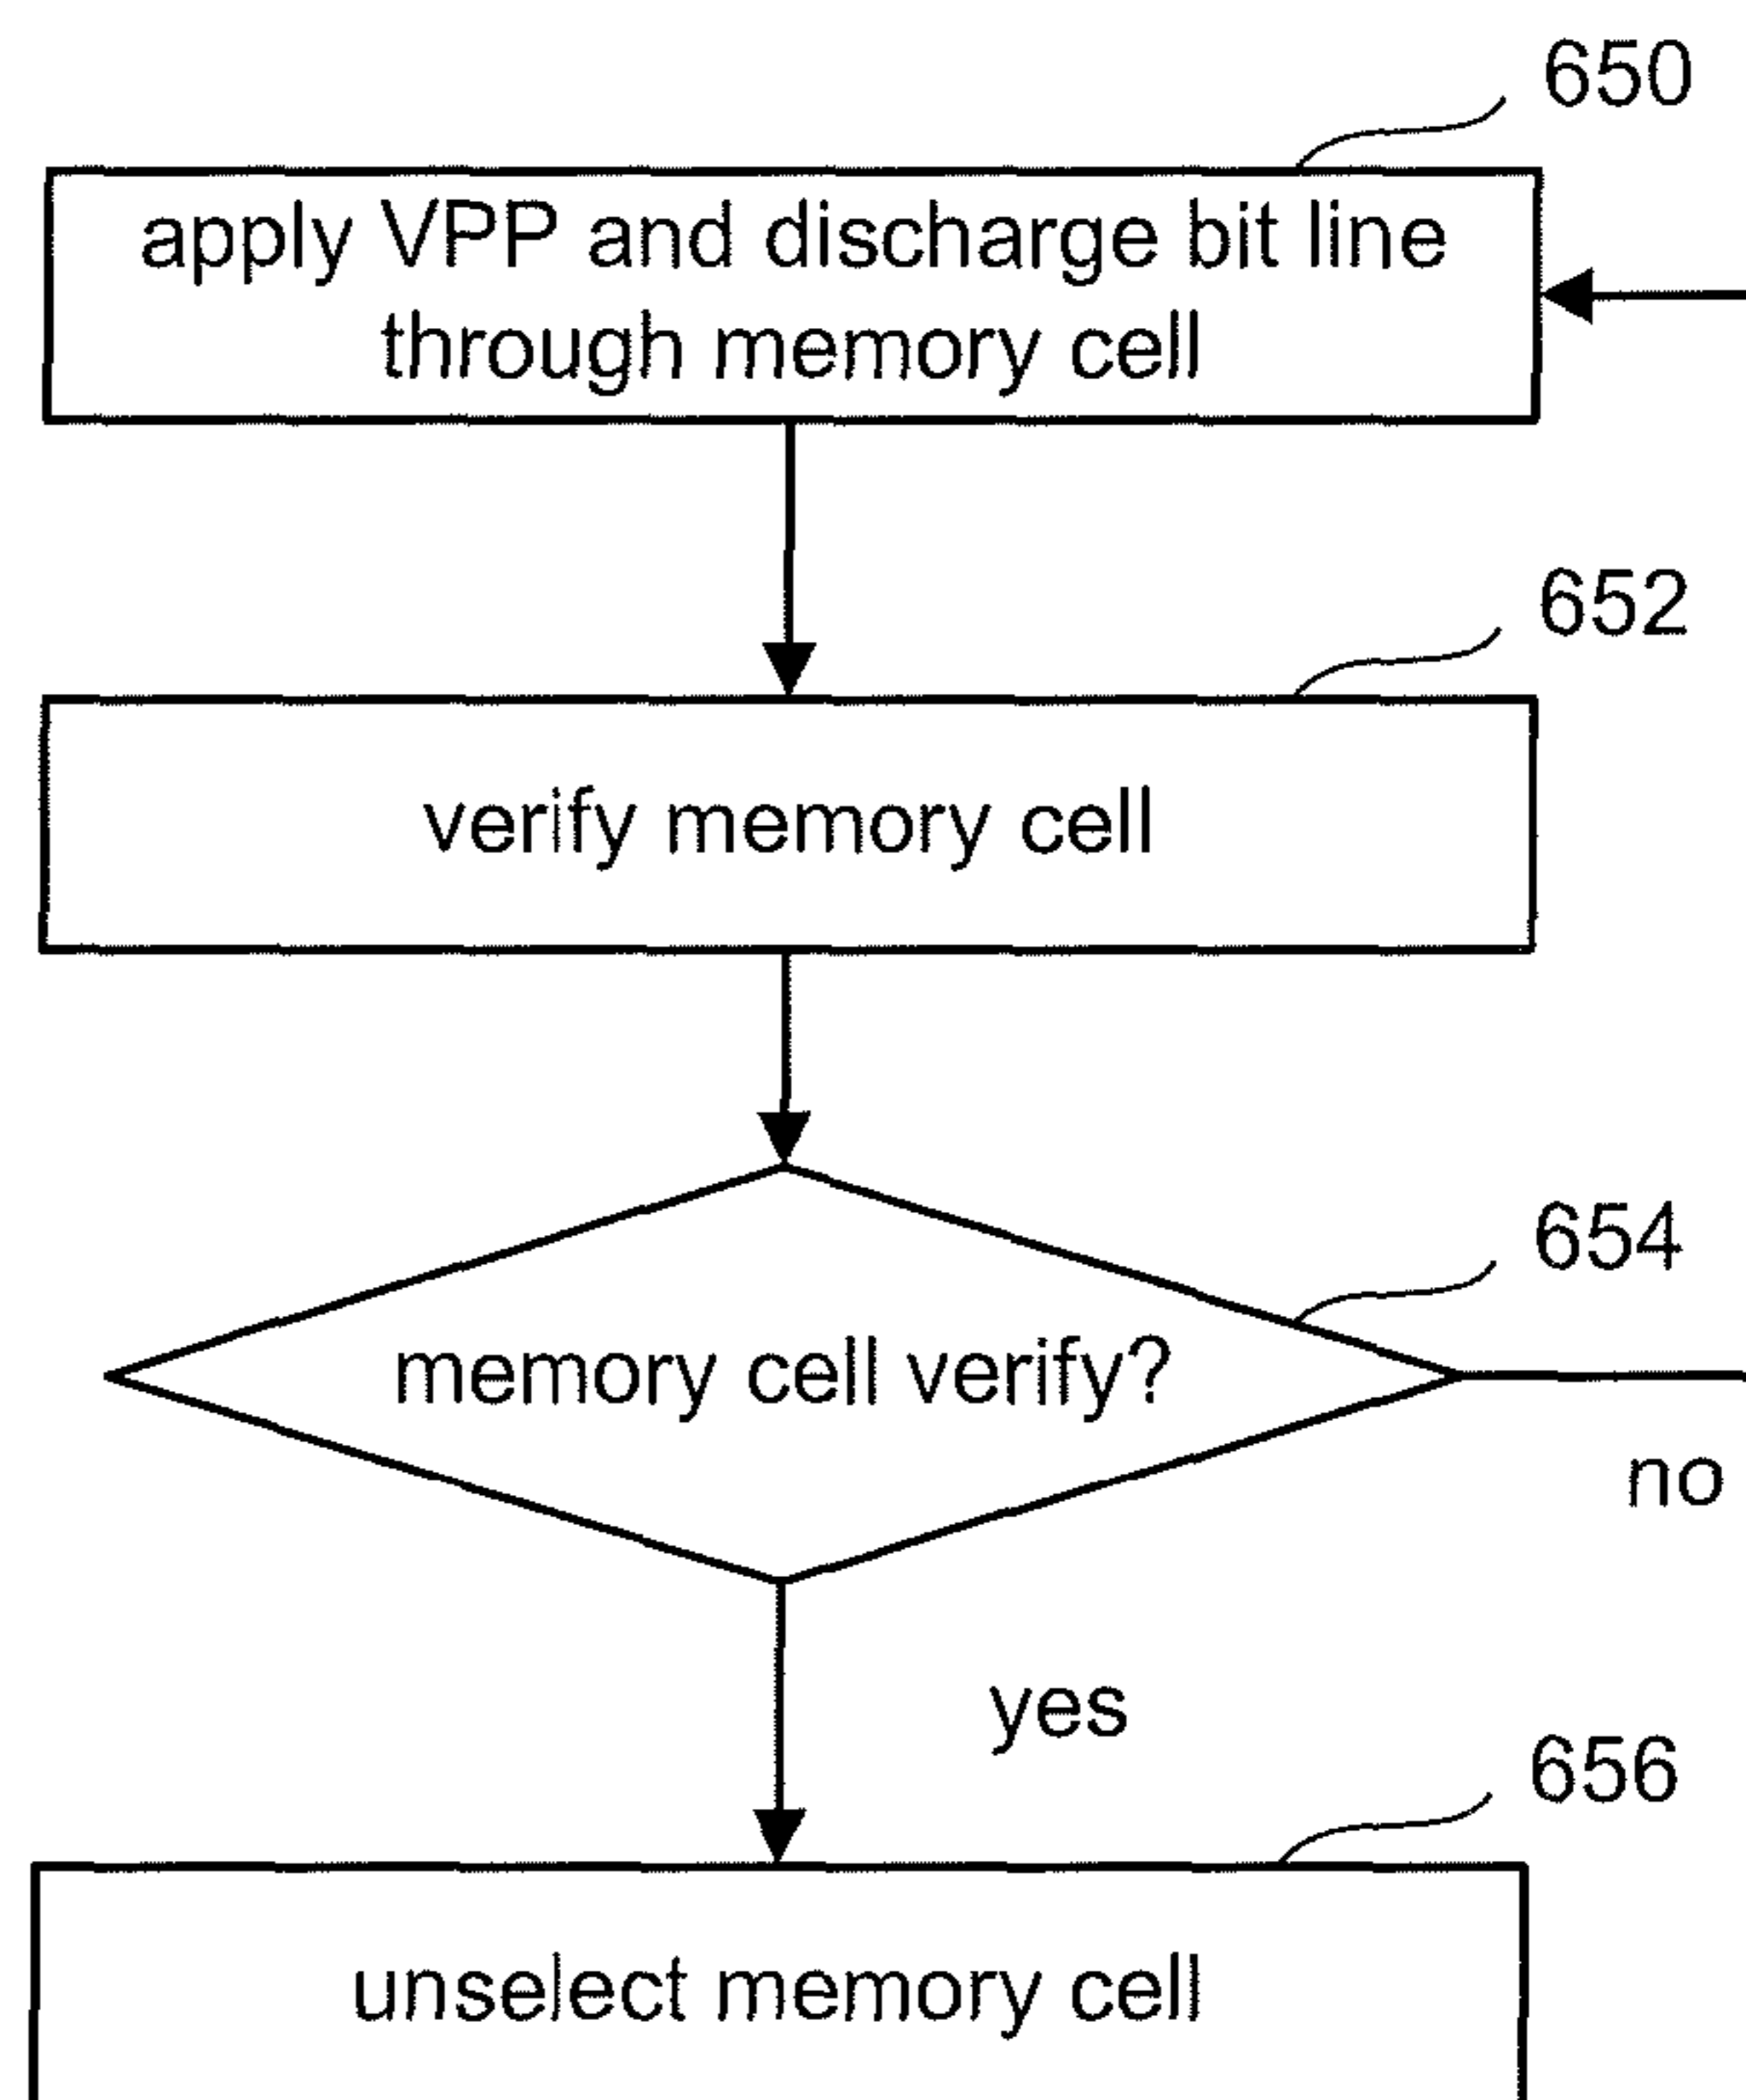 650
apply VPP and discharge bit line
through memory cell
652
verify memory cell
654
memory cell verify?
no
yes
656
unselect memory cell